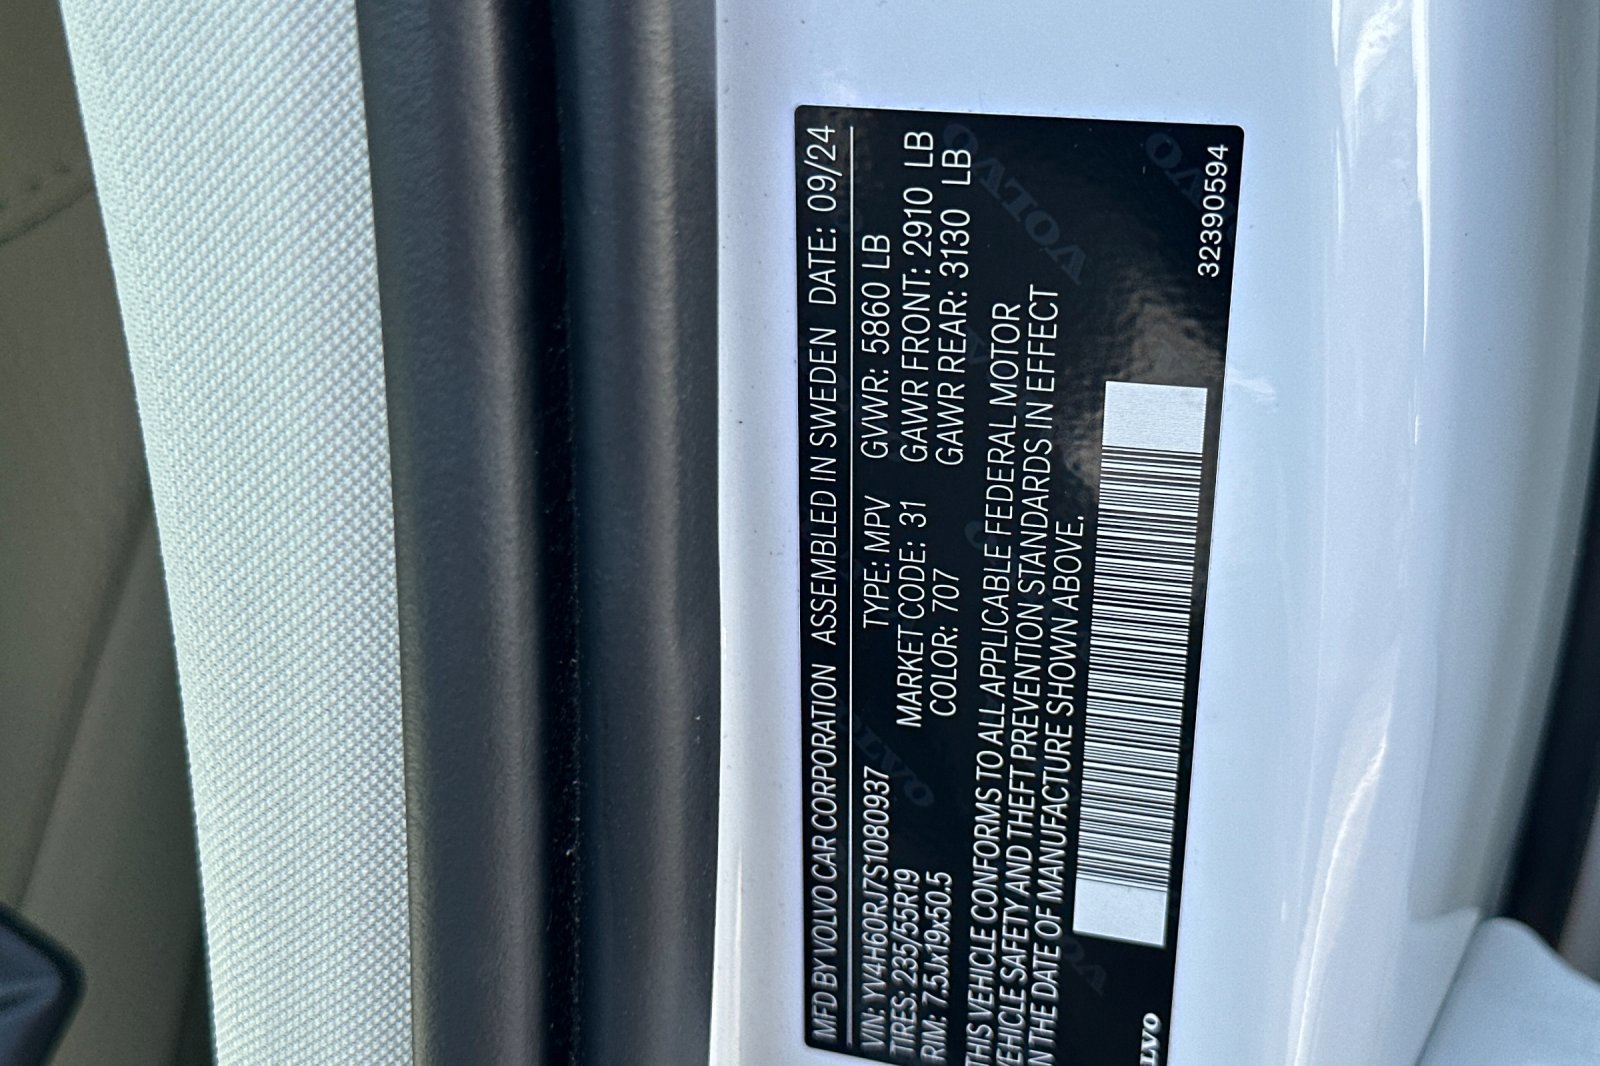 MFD BY VOLVO CAR CORPORATION ASSEMBLED IN SWEDEN DATE: 09/24
VIN: YV4H60RJ7S1080937 TYPE: MPV GVWR: 5860 LB
TIRES: 235/55R19 MARKET CODE: 31 GAWR FRONT: 2910 LB
RIM: 7.5Jx19x50.5 COLOR: 707 GAWR REAR: 3130 LB
THIS VEHICLE CONFORMS TO ALL APPLICABLE FEDERAL MOTOR
VEHICLE SAFETY AND THEFT PREVENTION STANDARDS IN EFFECT
N THE DATE OF MANUFACTURE SHOWN ABOVE.
LVO 32390594